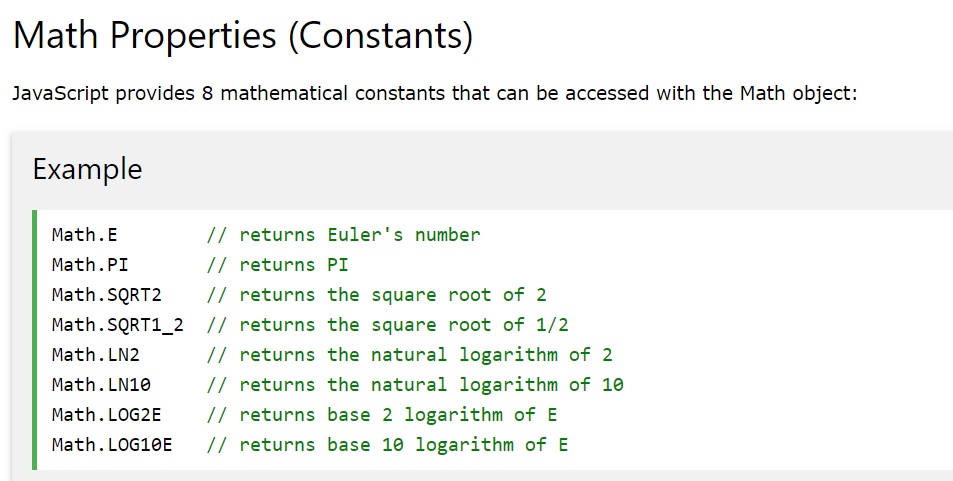 Math Properties (Constants)
JavaScript provides 8 mathematical constants that can be accessed with the Math object:
Example
Math.E        // returns Euler's number
Math.PI       // returns PI
Math.SQRT2    // returns the square root of 2
Math.SQRT1_2  // returns the square root of 1/2
Math.LN2      // returns the natural logarithm of 2
Math.LN10     // returns the natural logarithm of 10
Math.LOG2E    // returns base 2 logarithm of E
Math.LOG10E   // returns base 10 logarithm of E